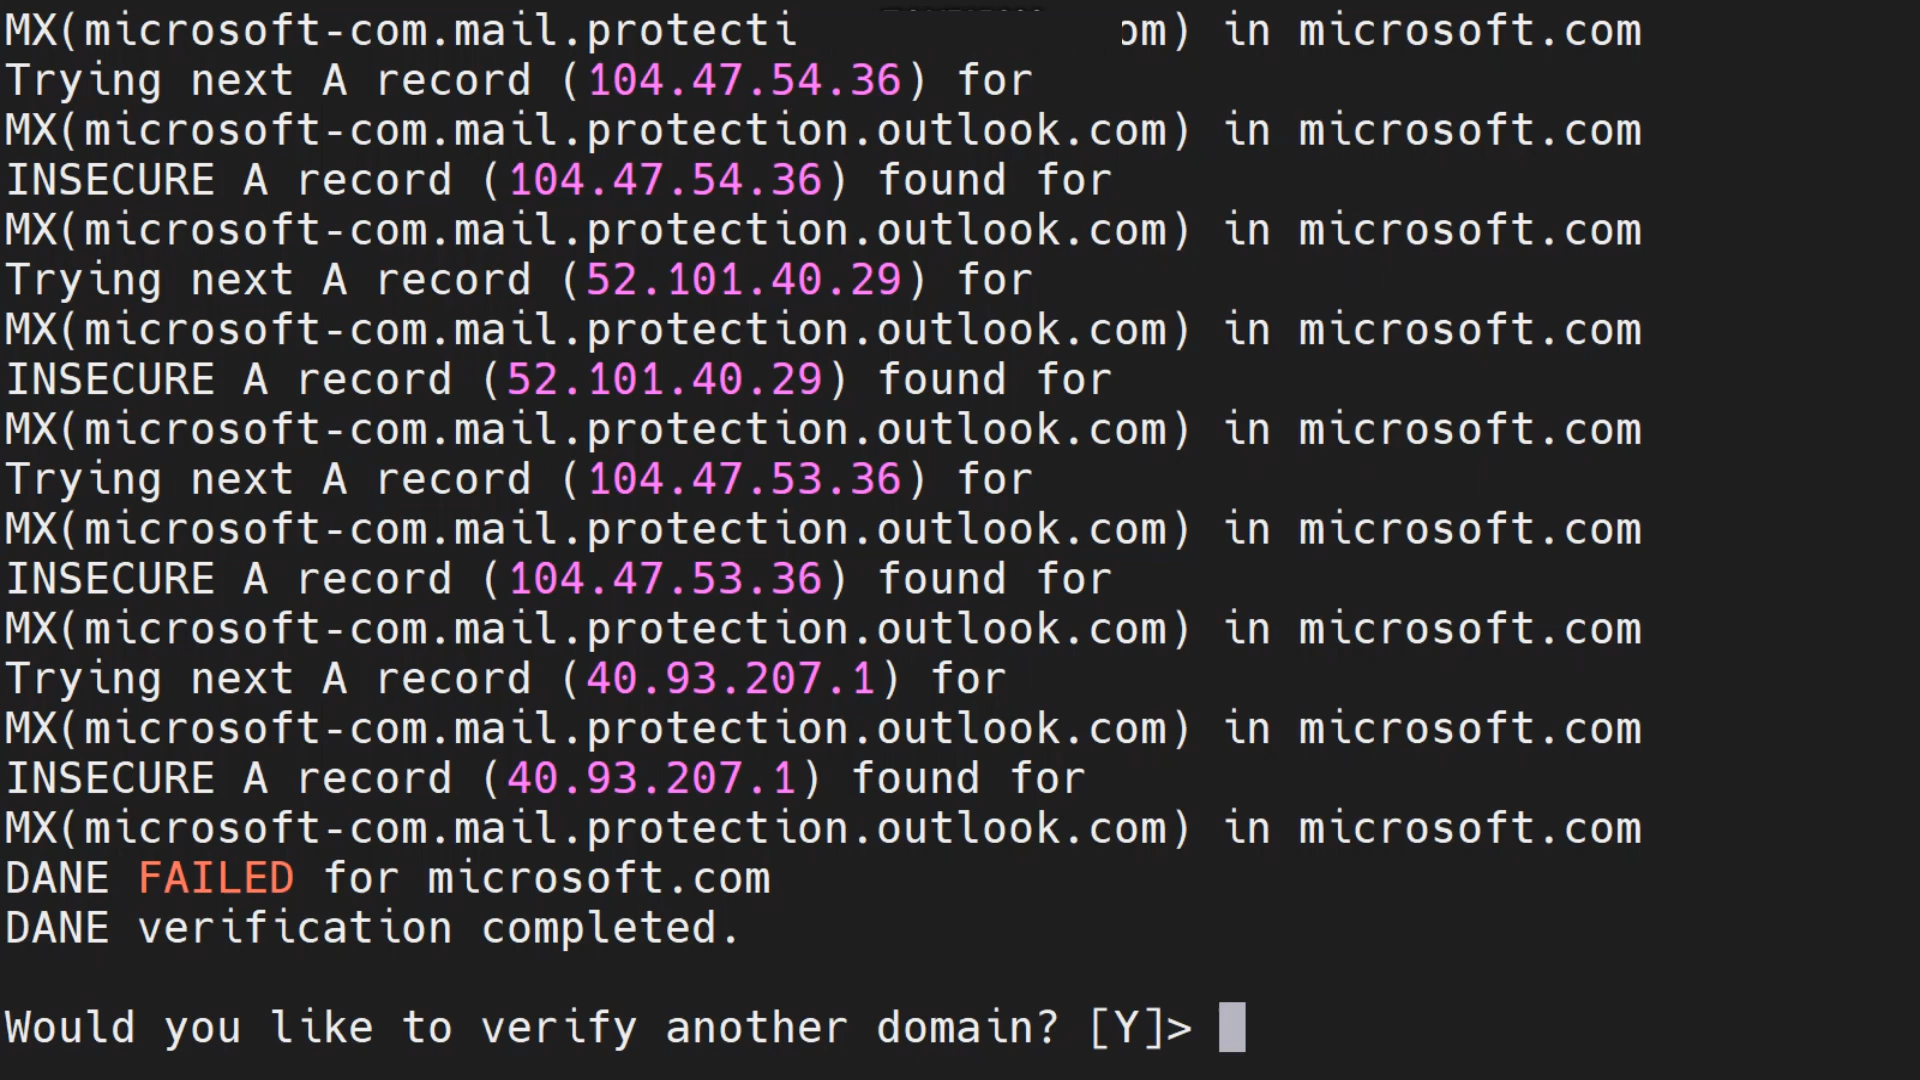 MX(microsoft-com.mail.protecti om) in microsoft.com
Trying next A record (104.47.54.36) for
MX(microsoft-com.mail.protection.outlook.com) in microsoft.com
INSECURE A record (104.47.54.36) found for
MX(microsoft-com.mail.protection.outlook.com) in microsoft.com
Trying next A record (52.101.40.29) for
MX(microsoft-com.mail.protection.outlook.com) in microsoft.com
INSECURE A record (52.101.40.29) found for
MX(microsoft-com.mail.protection.outlook.com) in microsoft.com
Trying next A record (104.47.53.36) for
MX(microsoft-com.mail.protection.outlook.com) in microsoft.com
INSECURE A record (104.47.53.36) found for
MX(microsoft-com.mail.protection.outlook.com) in microsoft.com
Trying next A record (40.93.207.1) for
MX(microsoft-com.mail.protection.outlook.com) in microsoft.com
INSECURE A record (40.93.207.1) found for
MX(microsoft-com.mail.protection.outlook.com) in microsoft.com
DANE FAILED for microsoft.com
DANE verification completed.
Would you like to verify another domain? [Y]>